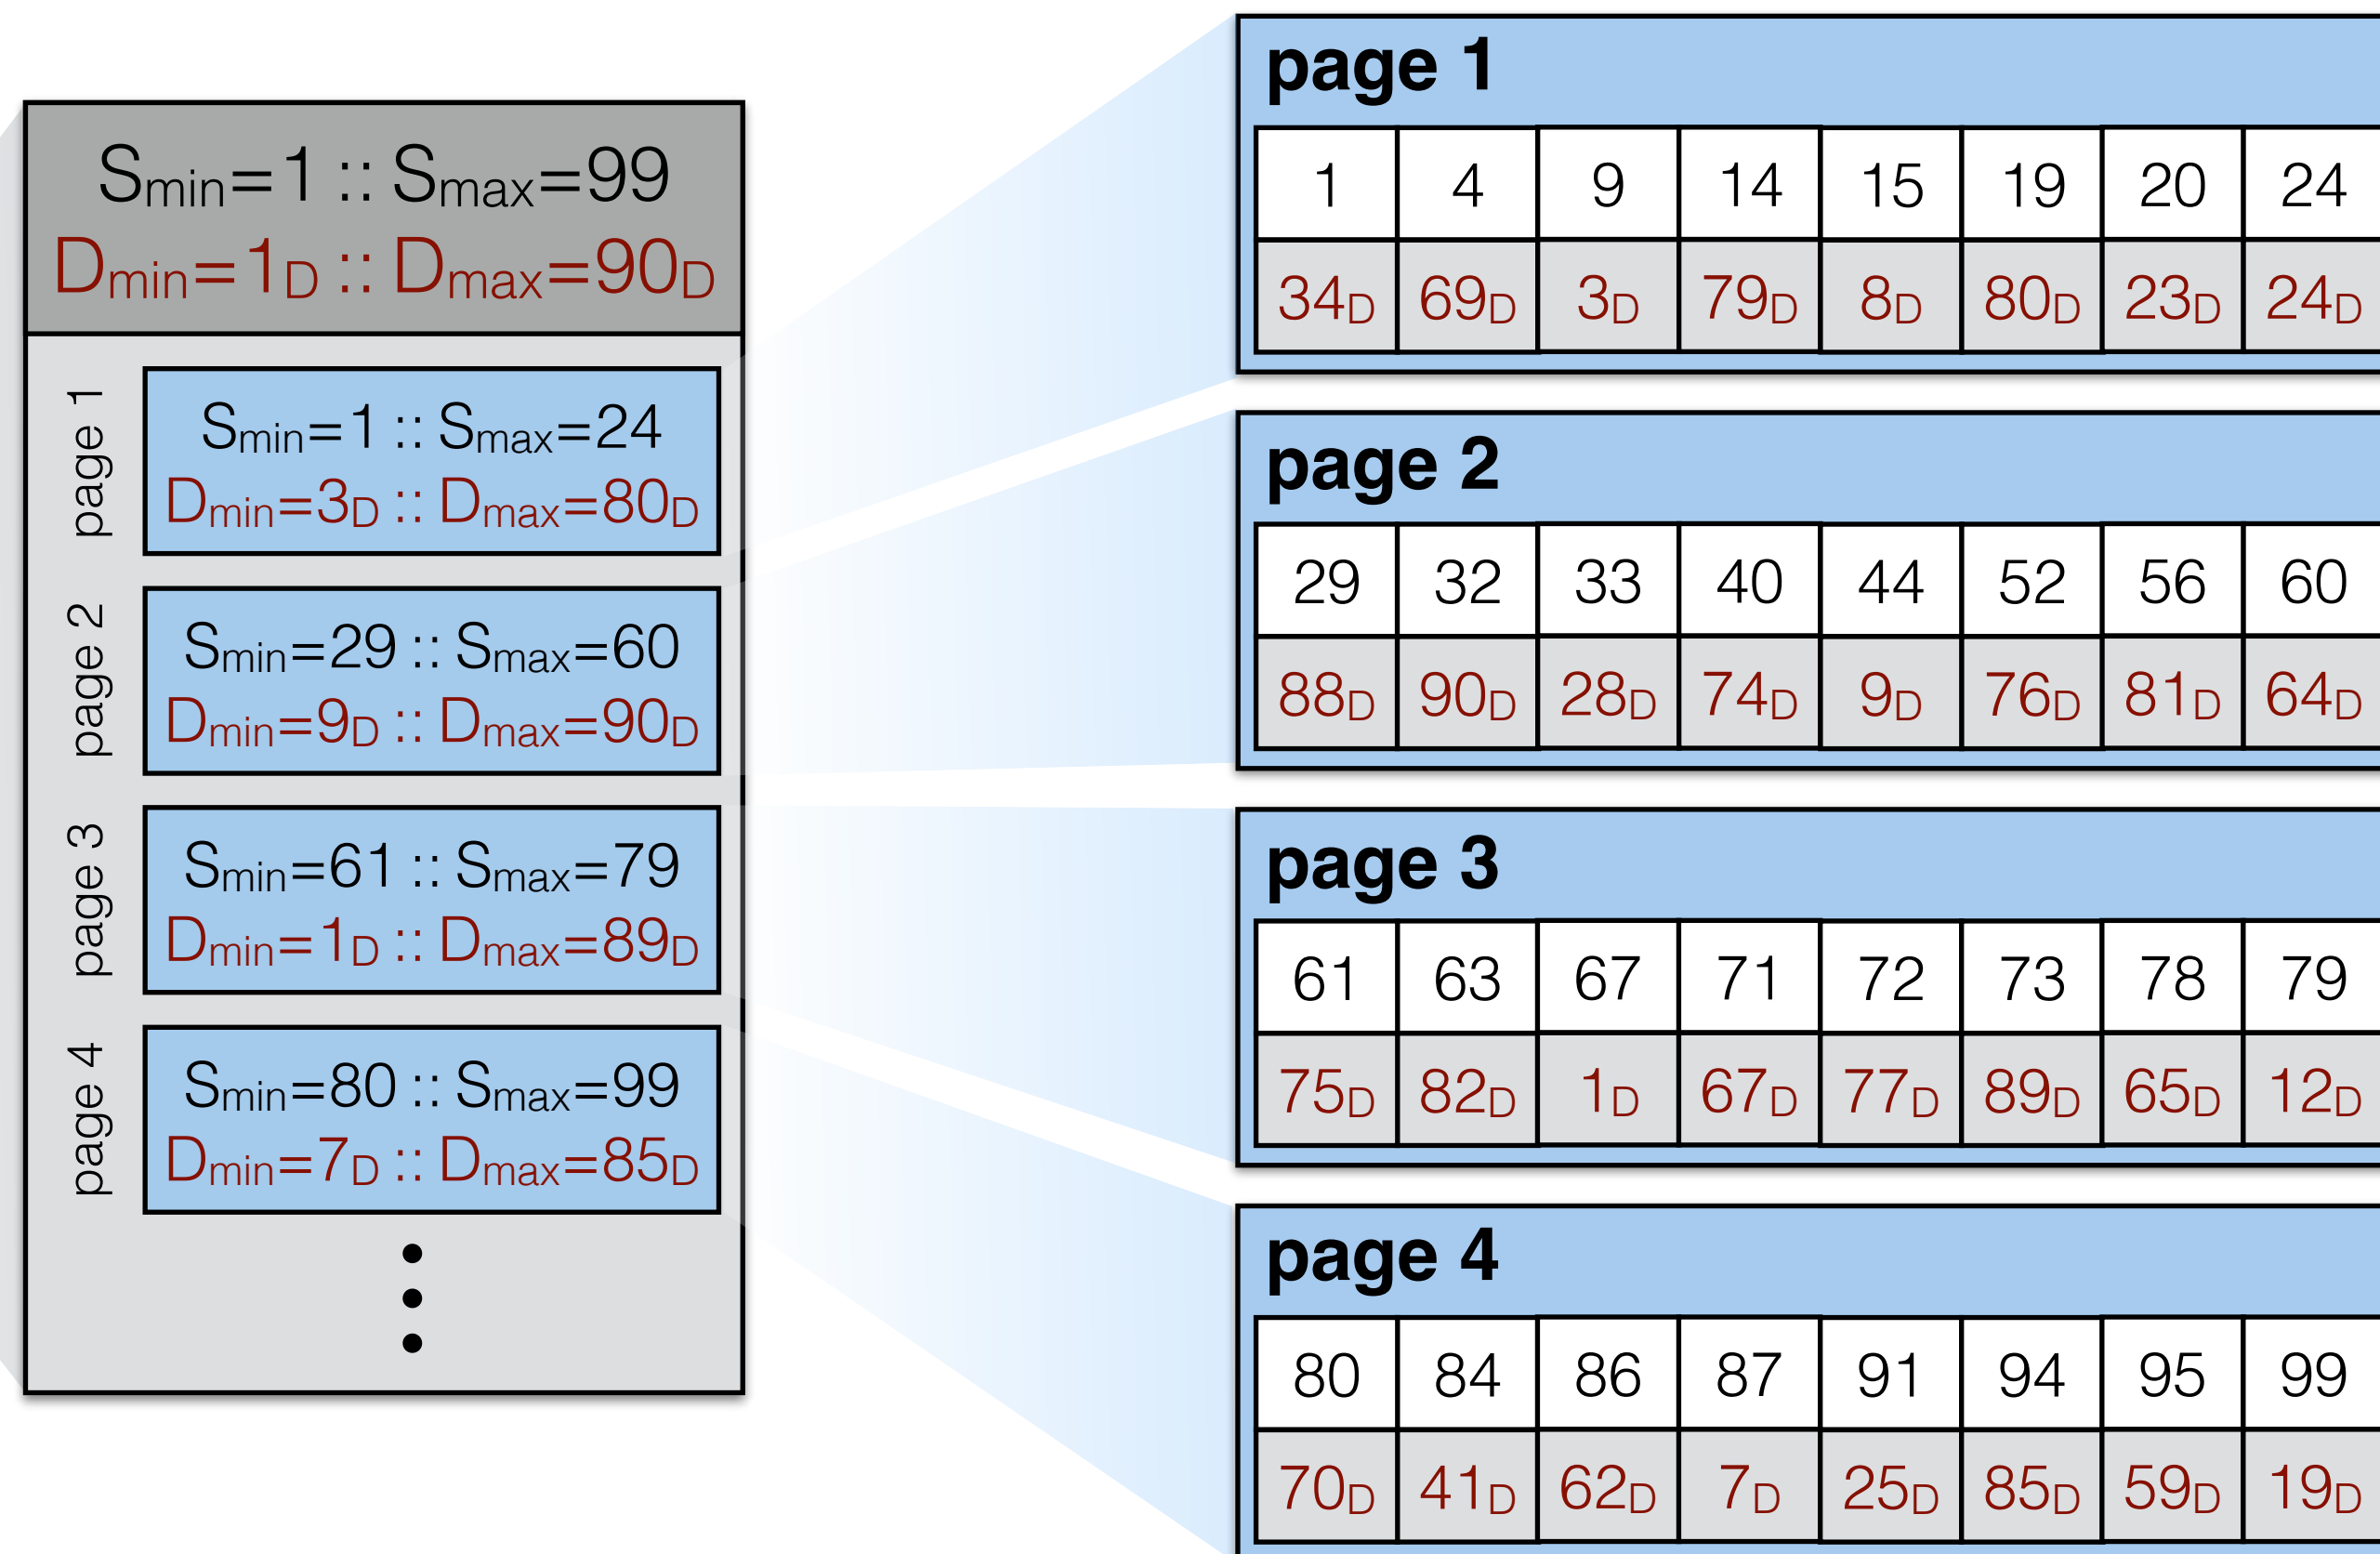 Smin=1 :: Smax=99
Dmin=1D :: Dmax=90D
page 1
Smin=1 :: Smax=24
Dmin=3D :: Dmax=80D
page 2
Smin=29 :: Smax=60
Dmin=9D :: Dmax=90D
page 3
Smin=61 :: Smax=79
Dmin=1D :: Dmax=89D
page 4
Smin=80 :: Smax=99
Dmin=7D :: Dmax=85D
page 1
1 4 9 14 15 19 20 24
34D 69D 3D 79D 8D 80D 23D 24D
page 2
29 32 33 40 44 52 56 60
88D 90D 28D 74D 9D 76D 81D 64D
page 3
61 63 67 71 72 73 78 79
75D 82D 1D 67D 77D 89D 65D 12D
page 4
80 84 86 87 91 94 95 99
70D 41D 62D 7D 25D 85D 59D 19D